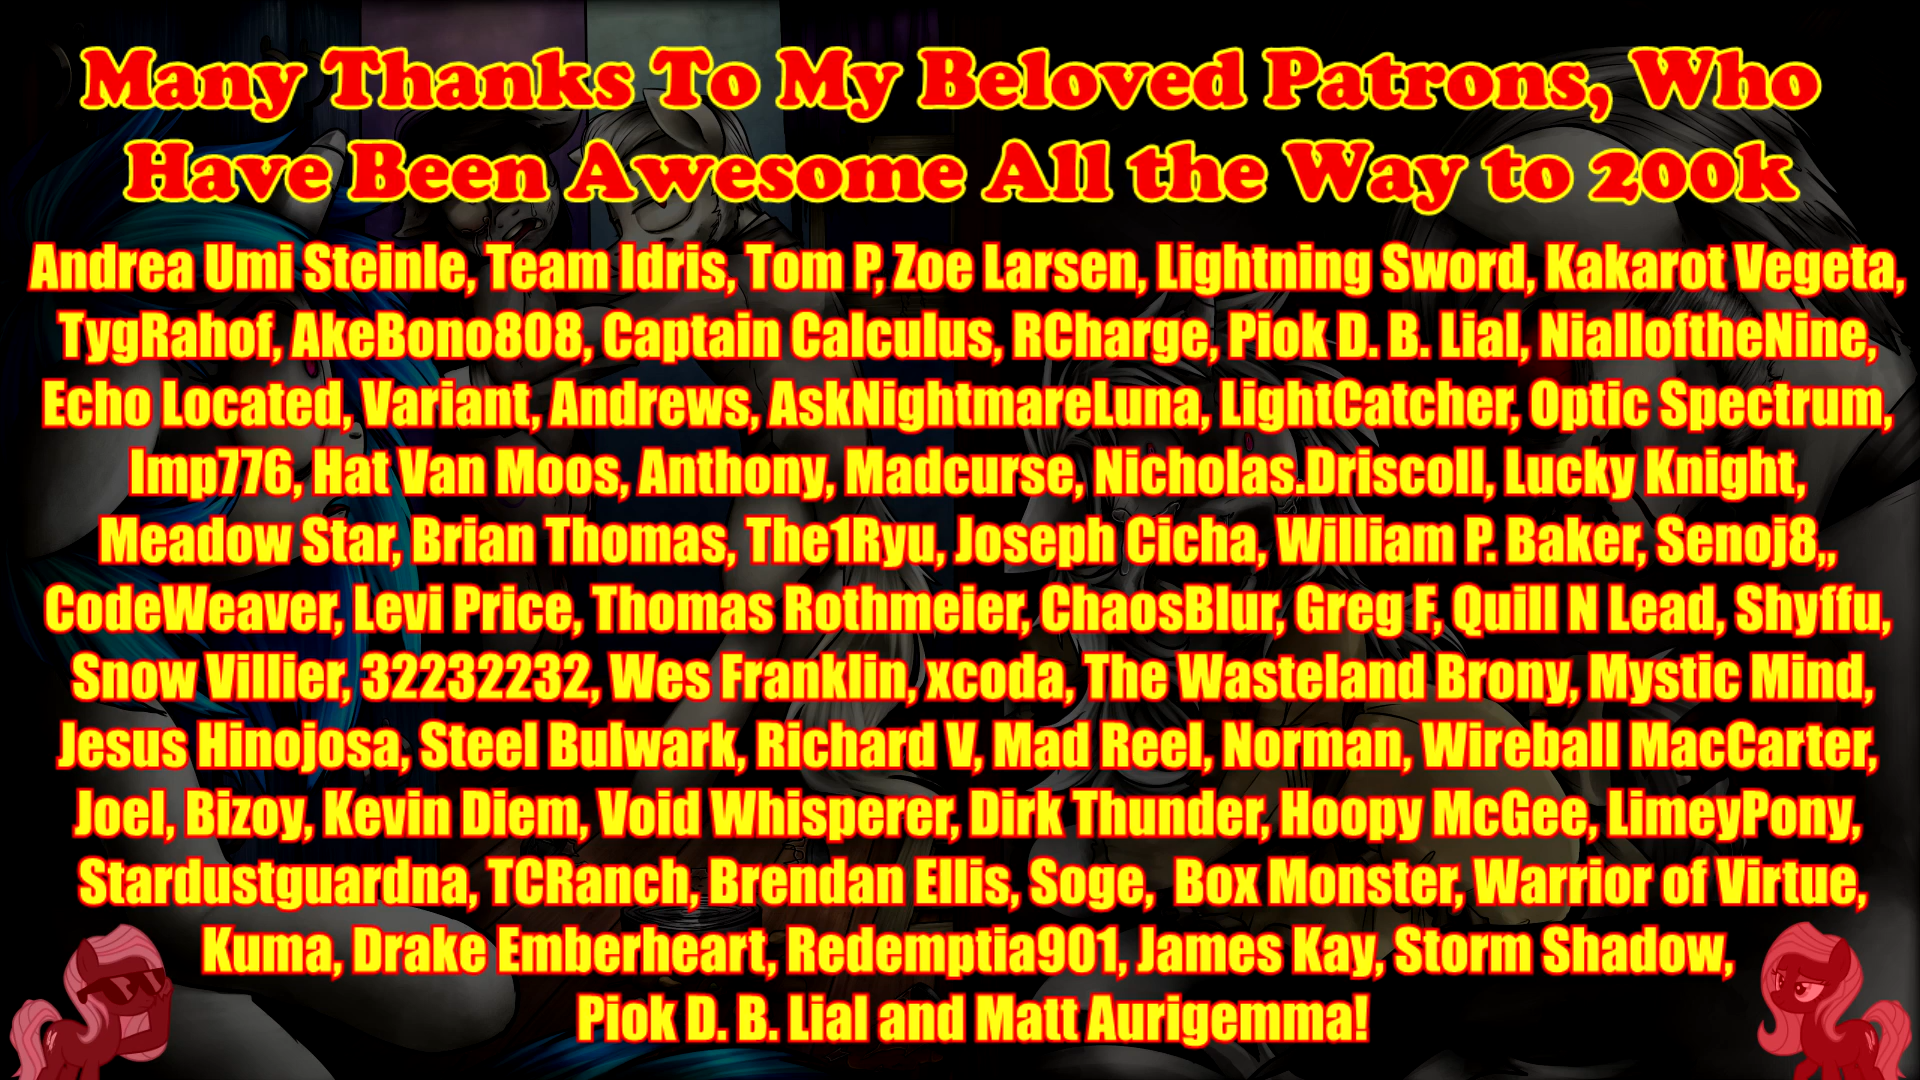 Many Thanks To My Beloved Patrons, Who
Have Been Awesome All the Way to 200k
Andrea Umi Steinle, Team Idris, Tom P, Zoe Larsen, Lightning Sword, Kakarot Vegeta,
TygRahof, AkeBono808, Captain Calculus, RCharge, Piok D. B. Lial, NialloftheNine,
Echo Located, Variant, Andrews, AskNightmareLuna, LightCatcher, Optic Spectrum,
Imp776, Hat Van Moos, Anthony, Madcurse, Nicholas.Driscoll, Lucky Knight,
Meadow Star, Brian Thomas, The1Ryu, Joseph Cicha, William P. Baker, Senoj8,,
CodeWeaver, Levi Price, Thomas Rothmeier, ChaosBlur, Greg F, Quill N Lead, Shyffu,
Snow Villier, 32232232, Wes Franklin, xcoda, The Wasteland Brony, Mystic Mind,
Jesus Hinojosa, Steel Bulwark, Richard V, Mad Reel, Norman, Wireball MacCarter,
Joel, Bizoy, Kevin Diem, Void Whisperer, Dirk Thunder, Hoopy McGee, LimeyPony,
Stardustguardna, TCRanch, Brendan Ellis, Soge,  Box Monster, Warrior of Virtue,
Kuma, Drake Emberheart, Redemptia901, James Kay, Storm Shadow,
Piok D. B. Lial and Matt Aurigemma!